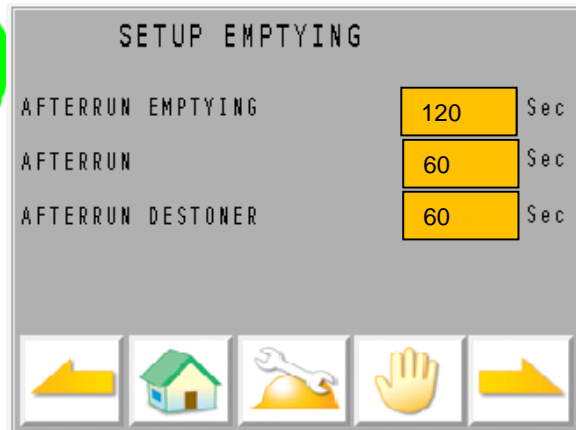 SETUP EMPTYING
AFTERRUN EMPTYING 120 Sec
AFTERRUN 60 Sec
AFTERRUN DESTONER 60 Sec